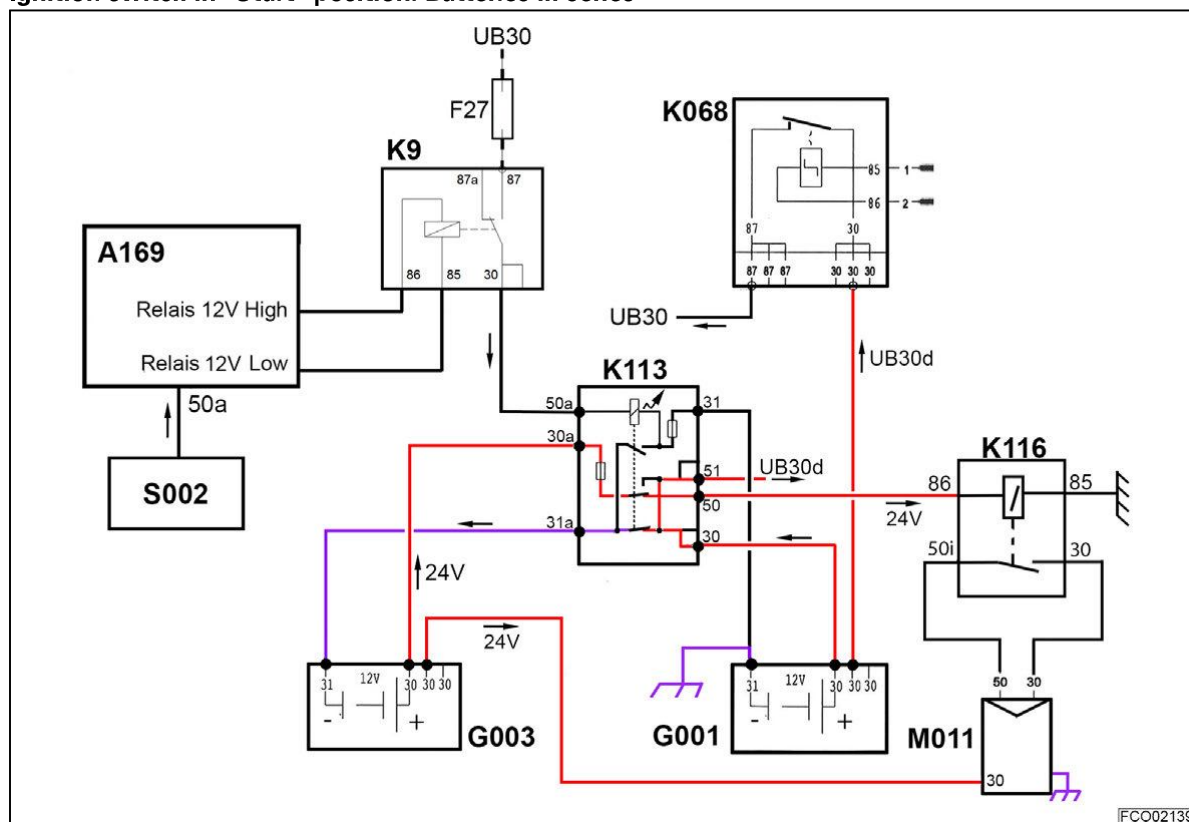 Ignition switch in "Start" position. Batteries in series
UB30
F27
K9
87a 87
86 85 30
K068
85 1
86 2
87 30
87 87 87 30 30 30
UB30
UB30d
A169
Relais 12V High
Relais 12V Low
50a
S002
K113
50a 31
30a
51 UB30d
50
31a
30
K116
86 85
24V
50i 30
24V
24V
31 12V 30 30 30
- +
G003
31 12V 30 30 30
- +
G001
50 30
M011
30
FCO02139